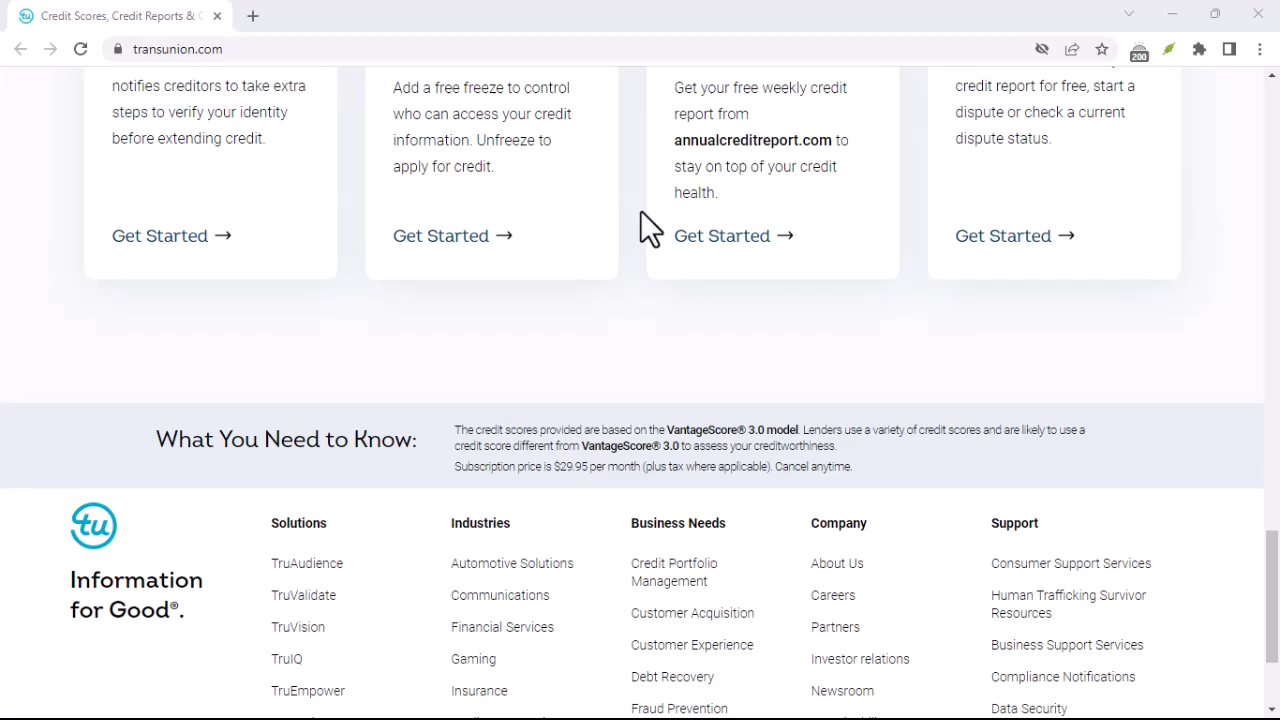 Credit Scores, Credit Reports & C
transunion.com
200
notifies creditors to take extra
steps to verify your identity
before extending credit.
Get Started →
Add a free freeze to control
who can access your credit
information. Unfreeze to
apply for credit.
Get Started →
Get your free weekly credit
report from
annualcreditreport.com to
stay on top of your credit
health.
Get Started →
credit report for free, start a
dispute or check a current
dispute status.
Get Started →
What You Need to Know:
The credit scores provided are based on the VantageScore® 3.0 model. Lenders use a variety of credit scores and are likely to use a
credit score different from VantageScore® 3.0 to assess your creditworthiness.
Subscription price is $29.95 per month (plus tax where applicable). Cancel anytime.
tu
Information
for Good®.
Solutions
TruAudience
TruValidate
TruVision
TruIQ
TruEmpower
Industries
Automotive Solutions
Communications
Financial Services
Gaming
Insurance
Business Needs
Credit Portfolio
Management
Customer Acquisition
Customer Experience
Debt Recovery
Fraud Prevention
Company
About Us
Careers
Partners
Investor relations
Newsroom
Support
Consumer Support Services
Human Trafficking Survivor
Resources
Business Support Services
Compliance Notifications
Data Security